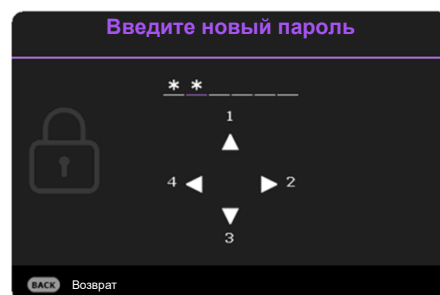 Введите новый пароль
* * _ _ _ _
1
4 2
3
BACK Возврат